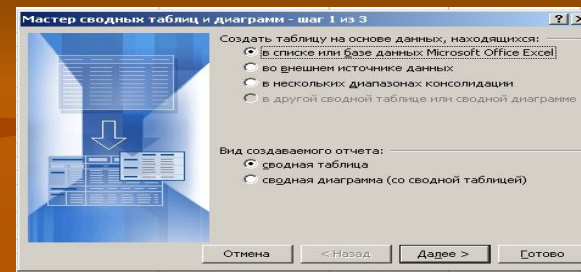 Мастер сводных таблиц и диаграмм - шаг 1 из 3
Создать таблицу на основе данных, находящихся:
в списке или базе данных Microsoft Office Excel
во внешнем источнике данных
в нескольких диапазонах консолидации
в другой сводной таблице или сводной диаграмме
Вид создаваемого отчета:
сводная таблица
сводная диаграмма (со сводной таблицей)
Отмена < Назад Далее > Готово